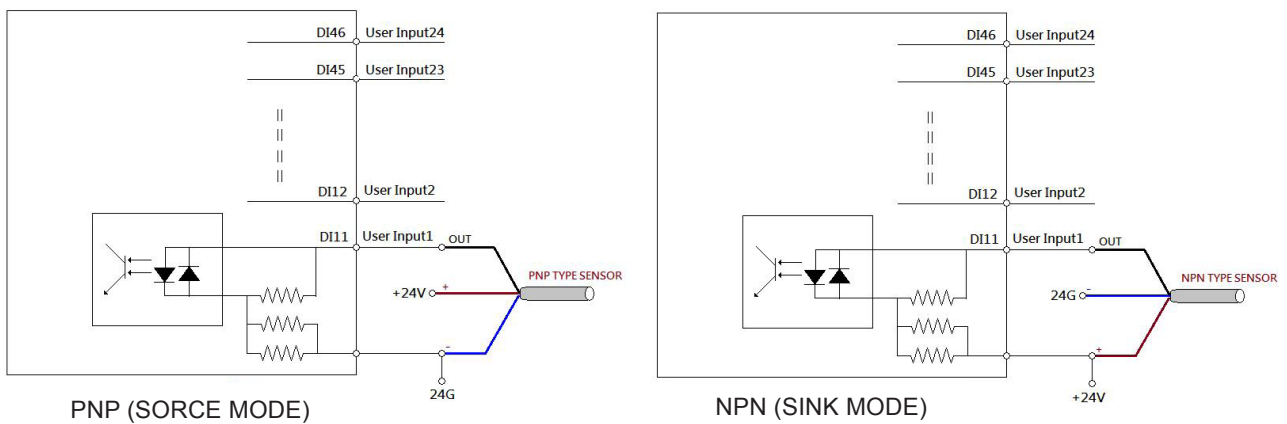 DI46 User Input24
DI45 User Input23
DI12 User Input2
DI11 User Input1 OUT
PNP TYPE SENSOR
+24V +
-
24G
PNP (SORCE MODE)
DI46 User Input24
DI45 User Input23
DI12 User Input2
DI11 User Input1 OUT
NPN TYPE SENSOR
24G -
+
+24V
NPN (SINK MODE)